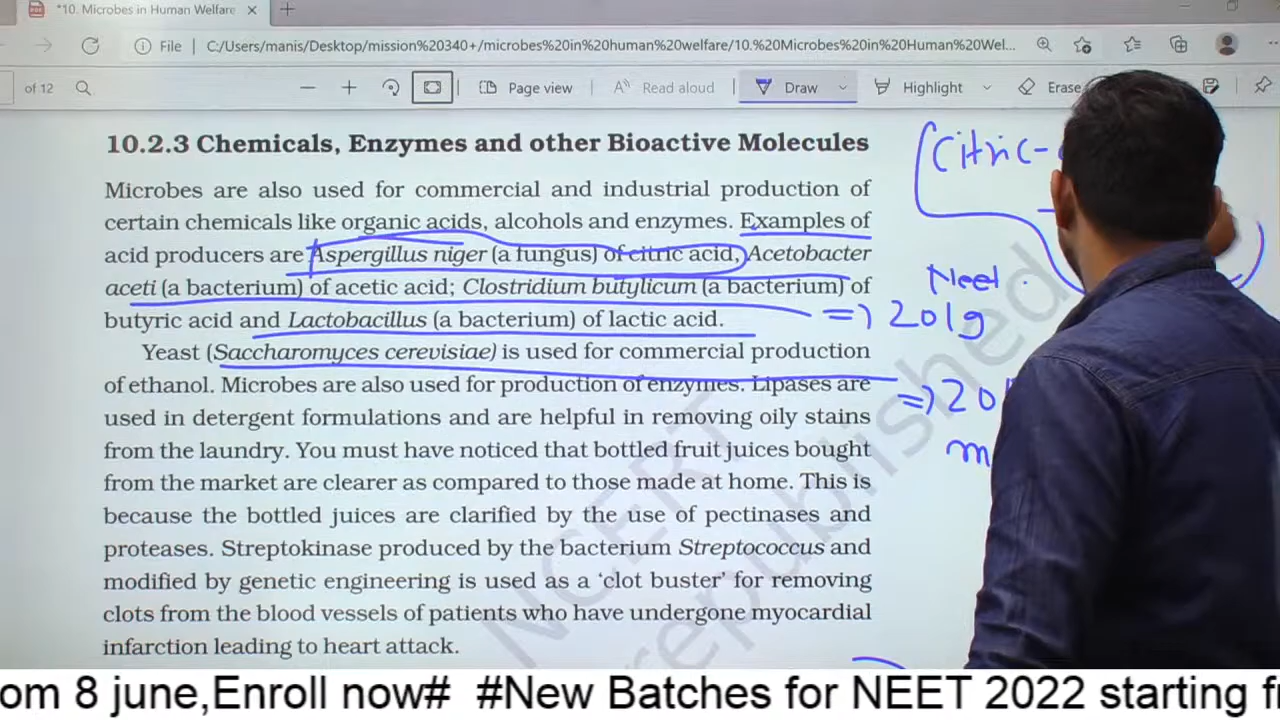 *10. Microbes in Human Welfare
File
C:/Users/manis/Desktop/mission%20340+/microbes%20in%20human%20welfare/10.%20Microbes%20in%20Human%20Wel...
of 12
Page view
Read aloud
Draw
Highlight
Erase
10.2.3 Chemicals, Enzymes and other Bioactive Molecules
Microbes are also used for commercial and industrial production of
certain chemicals like organic acids, alcohols and enzymes. Examples of
acid producers are Aspergillus niger (a fungus) of citric acid, Acetobacter
aceti (a bacterium) of acetic acid; Clostridium butylicum (a bacterium) of
butyric acid and Lactobacillus (a bacterium) of lactic acid.
Yeast (Saccharomyces cerevisiae) is used for commercial production
of ethanol. Microbes are also used for production of enzymes. Lipases are
used in detergent formulations and are helpful in removing oily stains
from the laundry. You must have noticed that bottled fruit juices bought
from the market are clearer as compared to those made at home. This is
because the bottled juices are clarified by the use of pectinases and
proteases. Streptokinase produced by the bacterium Streptococcus and
modified by genetic engineering is used as a ‘clot buster’ for removing
clots from the blood vessels of patients who have undergone myocardial
infarction leading to heart attack.
Citric-
Neet.
=) 2019
=) 20
m
NCERT
republished
om 8 june,Enroll now# #New Batches for NEET 2022 starting f